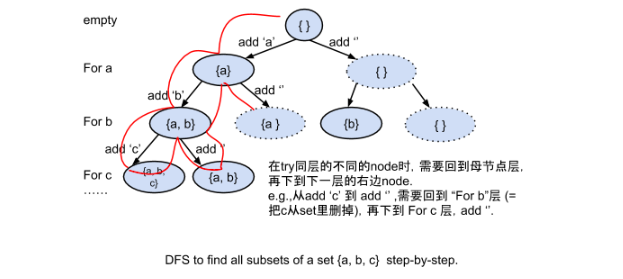 empty
{ }
add ‘a’
add ‘’
For a
{a}
{ }
add ‘b’
add ‘’
For b
{a, b}
{a }
{b}
{ }
add ‘c’
add ‘’
For c
{a, b,
c}
{a, b}
……
在try同层的不同的node时, 需要回到母节点层,
再下到下一层的右边node.
e.g.,从add ‘c’ 到 add ‘’ ,需要回到 “For b”层 (=
把c从set里删掉), 再下到 For c 层, add ‘’.
DFS to find all subsets of a set {a, b, c}  step-by-step.